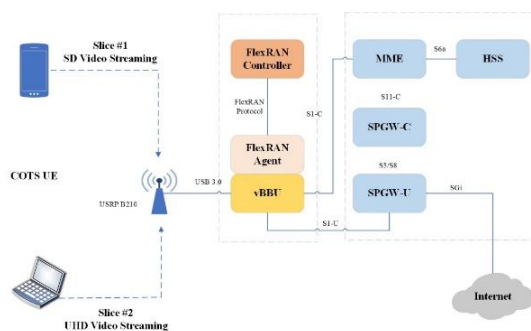 Slice #1
SD Video Streaming
COTS UE
USRP B210
Slice #2
UHD Video Streaming
USB 3.0
FlexRAN
Controller
FlexRAN
Protocol
FlexRAN
Agent
vBBU
S1-C
S1-U
MME
S6a
HSS
S11-C
SPGW-C
S5/S8
SPGW-U
SGi
Internet